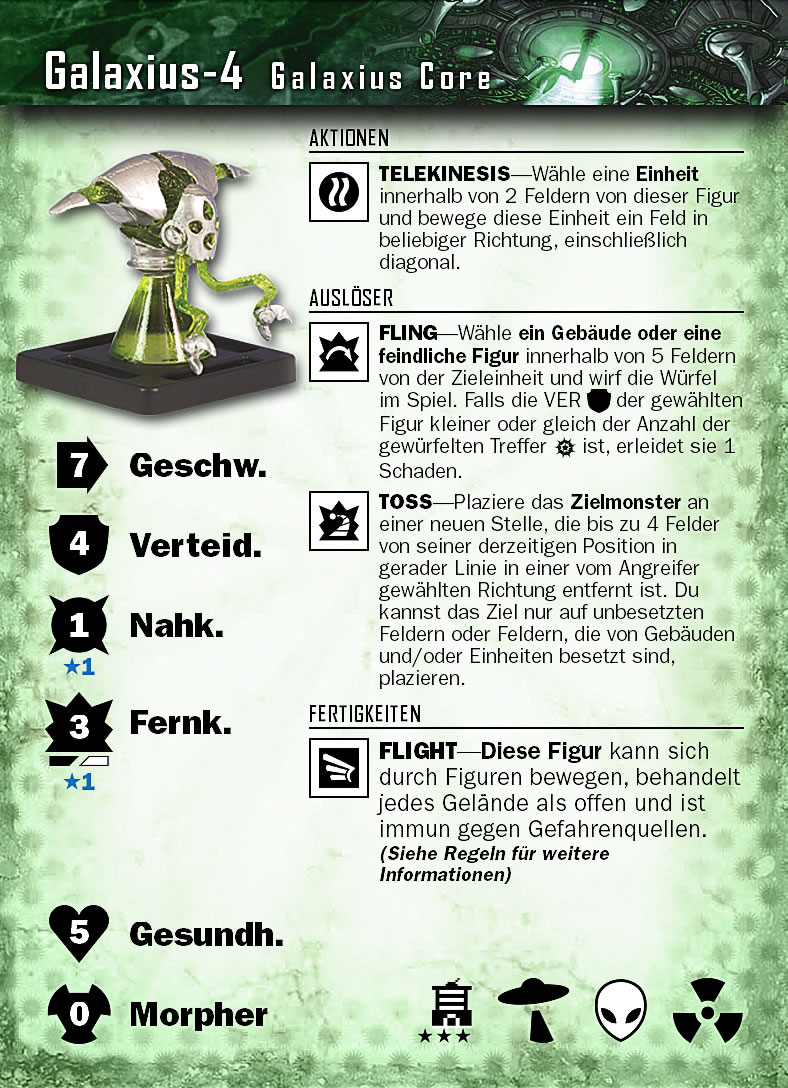 Galaxius-4 Galaxius Core
AKTIONEN
TELEKINESIS—Wähle eine Einheit
innerhalb von 2 Feldern von dieser Figur
und bewege diese Einheit ein Feld in
beliebiger Richtung, einschließlich
diagonal.
AUSLÖSER
FLING—Wähle ein Gebäude oder eine
feindliche Figur innerhalb von 5 Feldern
von der Zieleinheit und wirf die Würfel
im Spiel. Falls die VER der gewählten
Figur kleiner oder gleich der Anzahl der
gewürfelten Treffer ist, erleidet sie 1
Schaden.
TOSS—Plaziere das Zielmonster an
einer neuen Stelle, die bis zu 4 Felder
von seiner derzeitigen Position in
gerader Linie in einer vom Angreifer
gewählten Richtung entfernt ist. Du
kannst das Ziel nur auf unbesetzten
Feldern oder Feldern, die von Gebäuden
und/oder Einheiten besetzt sind,
plazieren.
FERTIGKEITEN
FLIGHT—Diese Figur kann sich
durch Figuren bewegen, behandelt
jedes Gelände als offen und ist
immun gegen Gefahrenquellen.
(Siehe Regeln für weitere
Informationen)
7 Geschw.
4 Verteid.
1 Nahk.
★1
3 Fernk.
★1
5 Gesundh.
0 Morpher